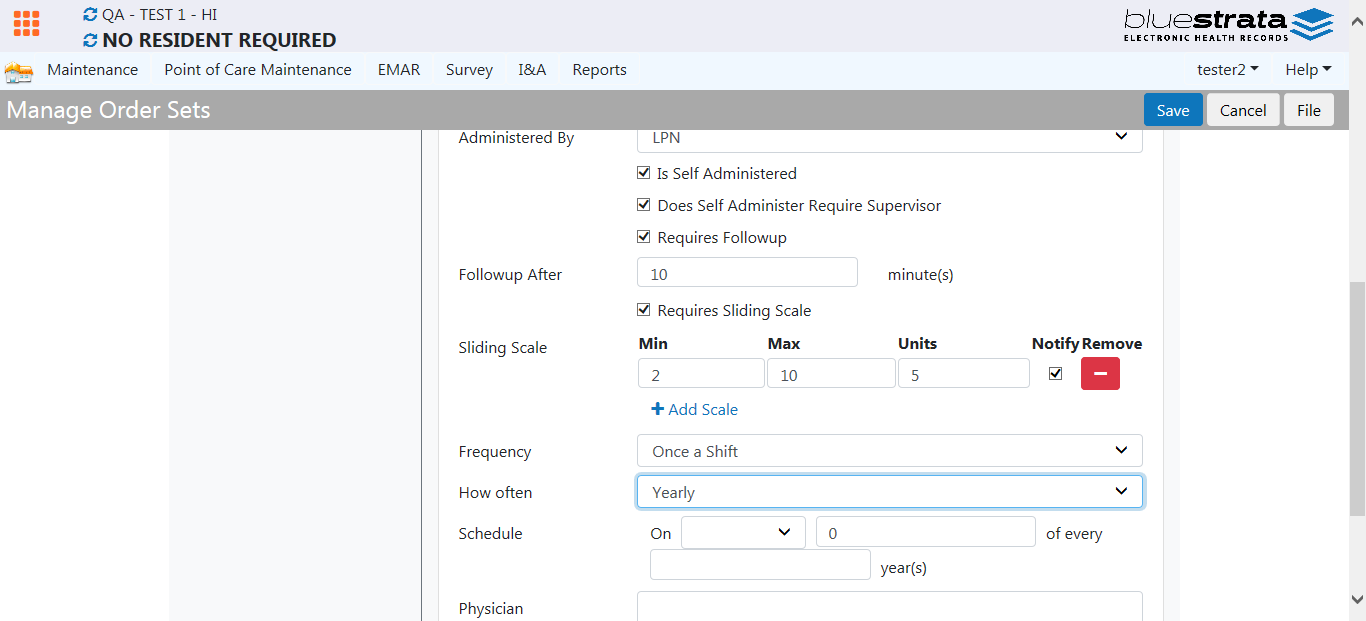 QA - TEST 1 - HI
NO RESIDENT REQUIRED
bluestrata
ELECTRONIC HEALTH RECORDS
Maintenance Point of Care Maintenance EMAR Survey I&A Reports tester2 Help
Manage Order Sets Save Cancel File
Administered By LPN
Is Self Administered
Does Self Administer Require Supervisor
Requires Followup
Followup After 10 minute(s)
Requires Sliding Scale
Sliding Scale Min Max Units Notify Remove
2 10 5
Add Scale
Frequency Once a Shift
How often Yearly
Schedule On 0 of every
year(s)
Physician